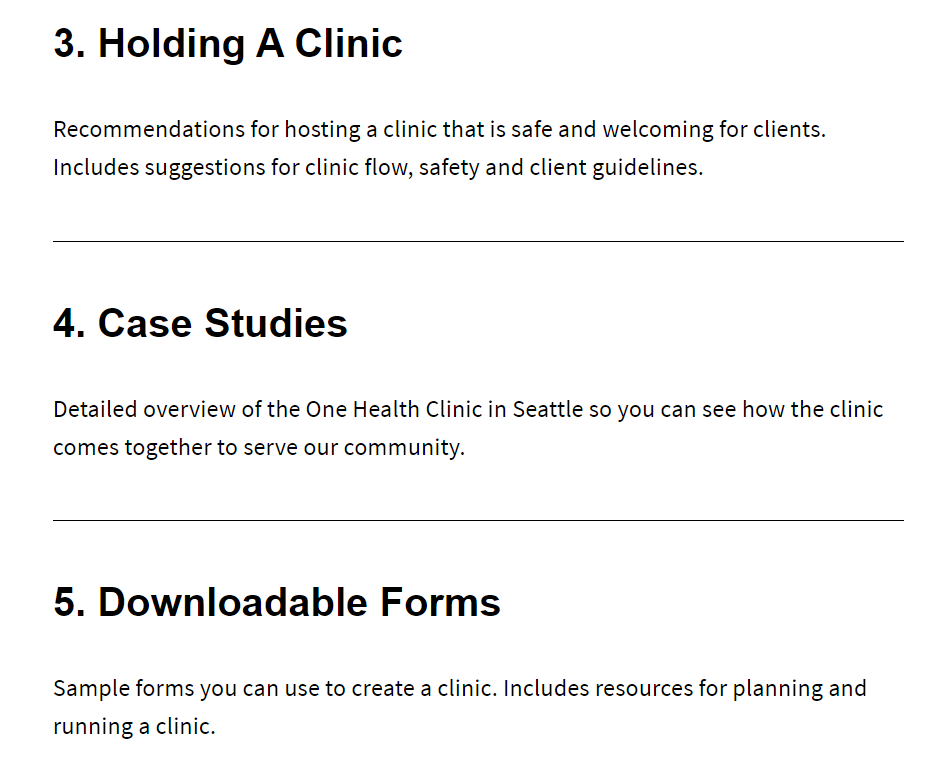 3. Holding A Clinic
Recommendations for hosting a clinic that is safe and welcoming for clients.
Includes suggestions for clinic flow, safety and client guidelines.
4. Case Studies
Detailed overview of the One Health Clinic in Seattle so you can see how the clinic
comes together to serve our community.
5. Downloadable Forms
Sample forms you can use to create a clinic. Includes resources for planning and
running a clinic.